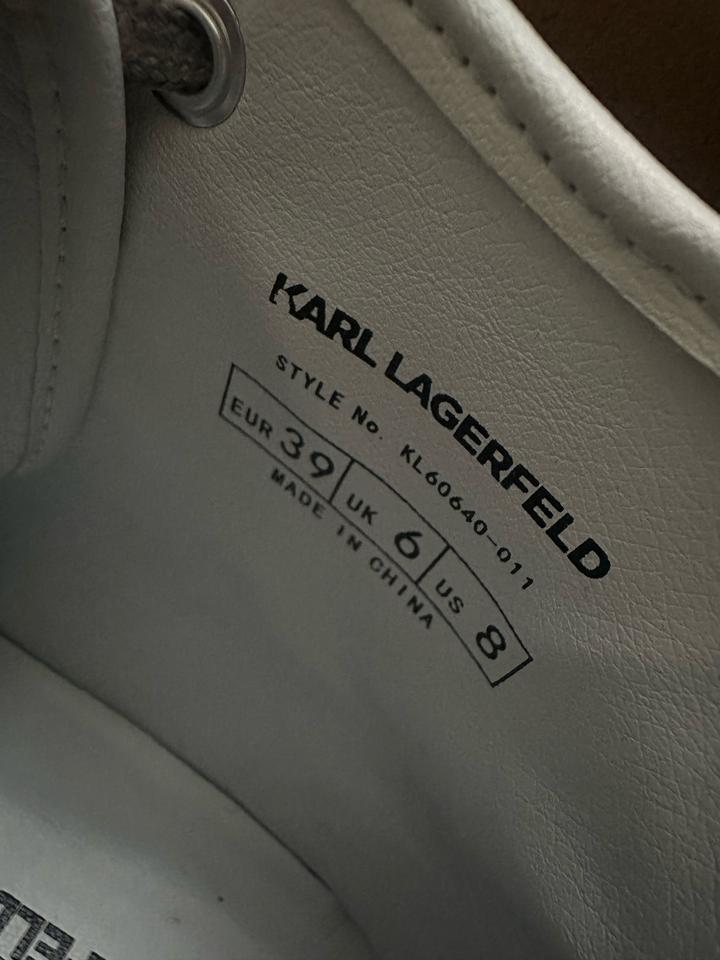 KARL LAGERFELD
STYLE No. KL60640-011
EUR 39 UK 6 US 8
MADE IN CHINA